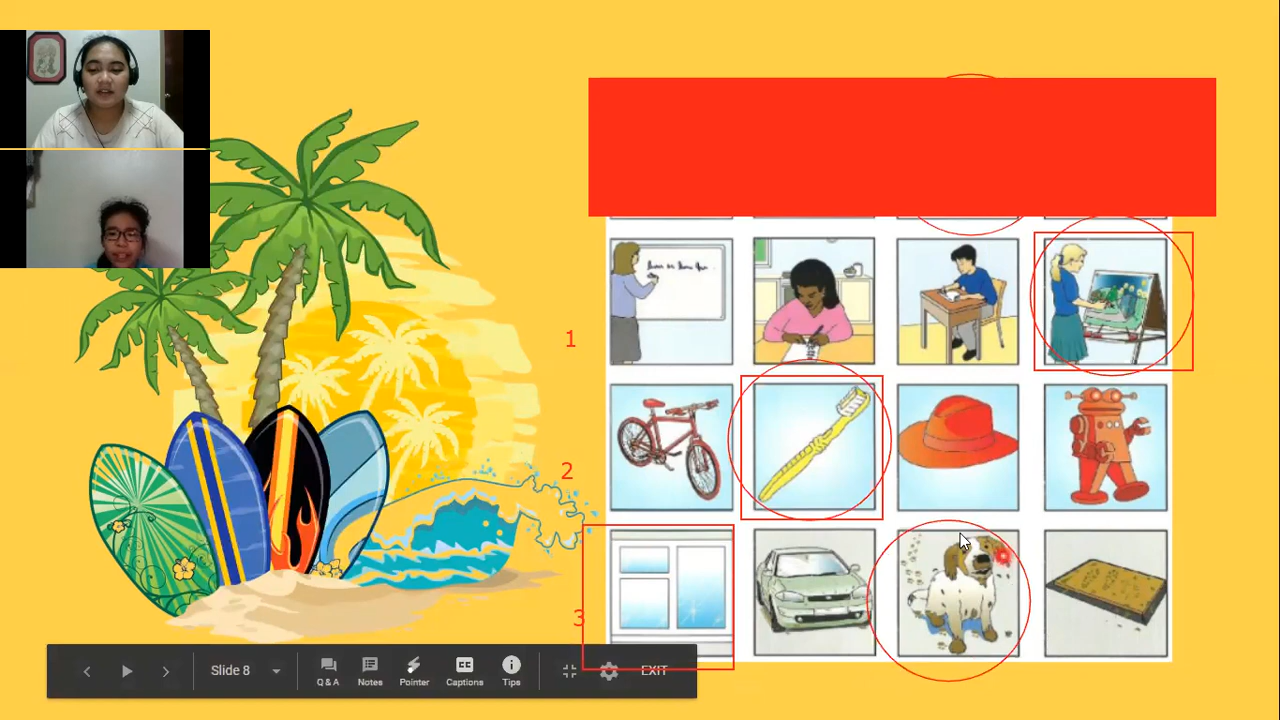 1
2
3
Slide 8
Q & A
Notes
Pointer
Captions
Tips
EXIT